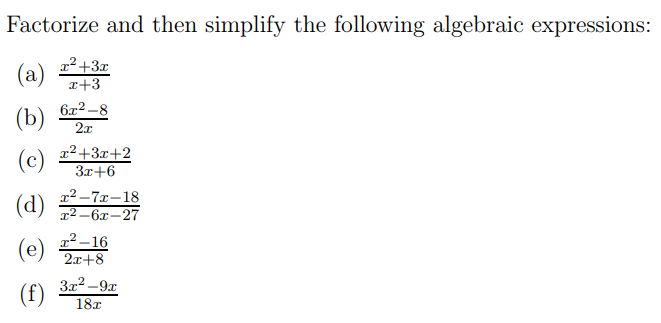 Factorize and then simplify the following algebraic expressions:
(a) \frac{x^2+3x}{x+3}
(b) \frac{6x^2-8}{2x}
(c) \frac{x^2+3x+2}{3x+6}
(d) \frac{x^2-7x-18}{x^2-6x-27}
(e) \frac{x^2-16}{2x+8}
(f) \frac{3x^2-9x}{18x}